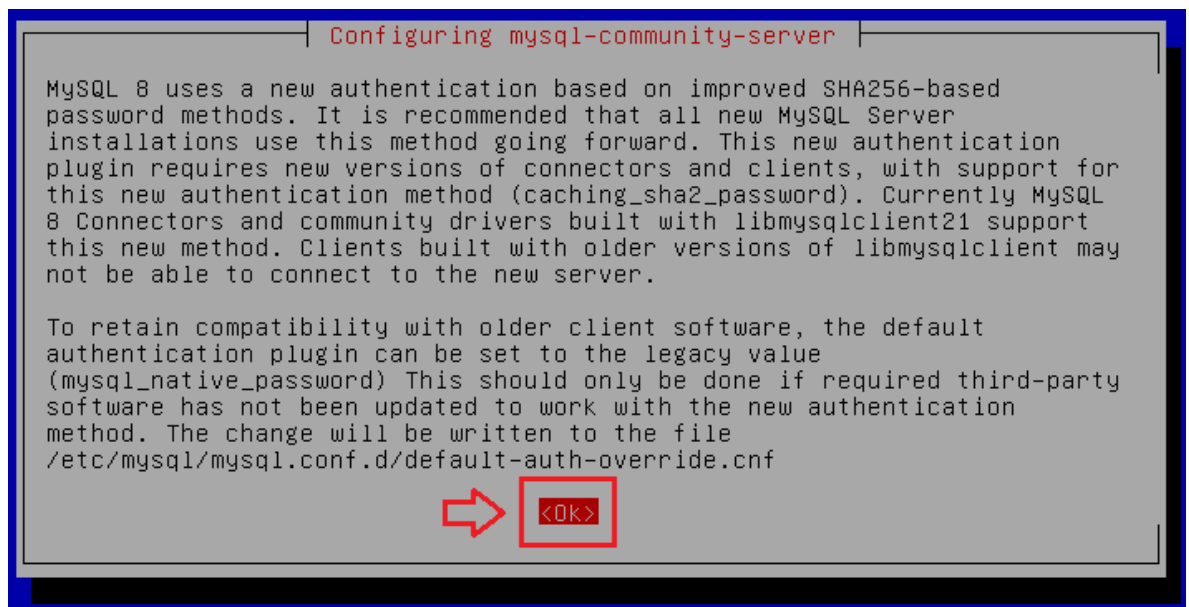 Configuring mysql-community-server
MySQL 8 uses a new authentication based on improved SHA256-based
password methods. It is recommended that all new MySQL Server
installations use this method going forward. This new authentication
plugin requires new versions of connectors and clients, with support for
this new authentication method (caching_sha2_password). Currently MySQL
8 Connectors and community drivers built with libmysqlclient21 support
this new method. Clients built with older versions of libmysqlclient may
not be able to connect to the new server.
To retain compatibility with older client software, the default
authentication plugin can be set to the legacy value
(mysql_native_password) This should only be done if required third-party
software has not been updated to work with the new authentication
method. The change will be written to the file
/etc/mysql/mysql.conf.d/default-auth-override.cnf
<Ok>